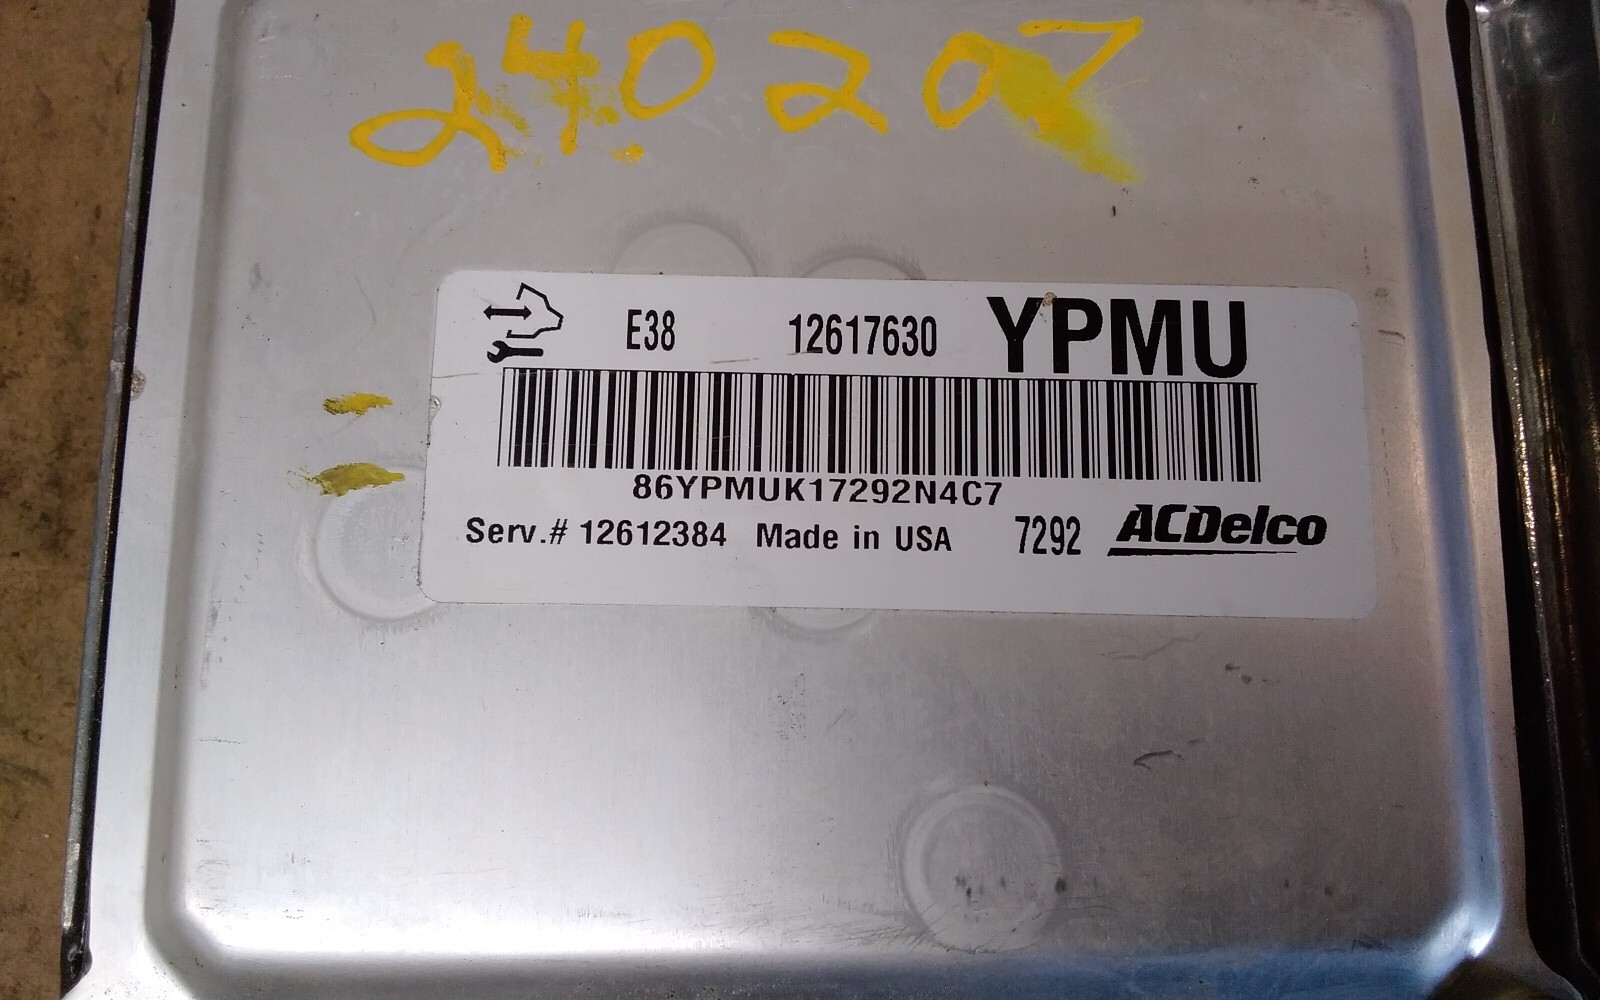 240207
E38 12617630 YPMU
86YPMUK17292N4C7
Serv.# 12612384 Made in USA 7292 ACDelco